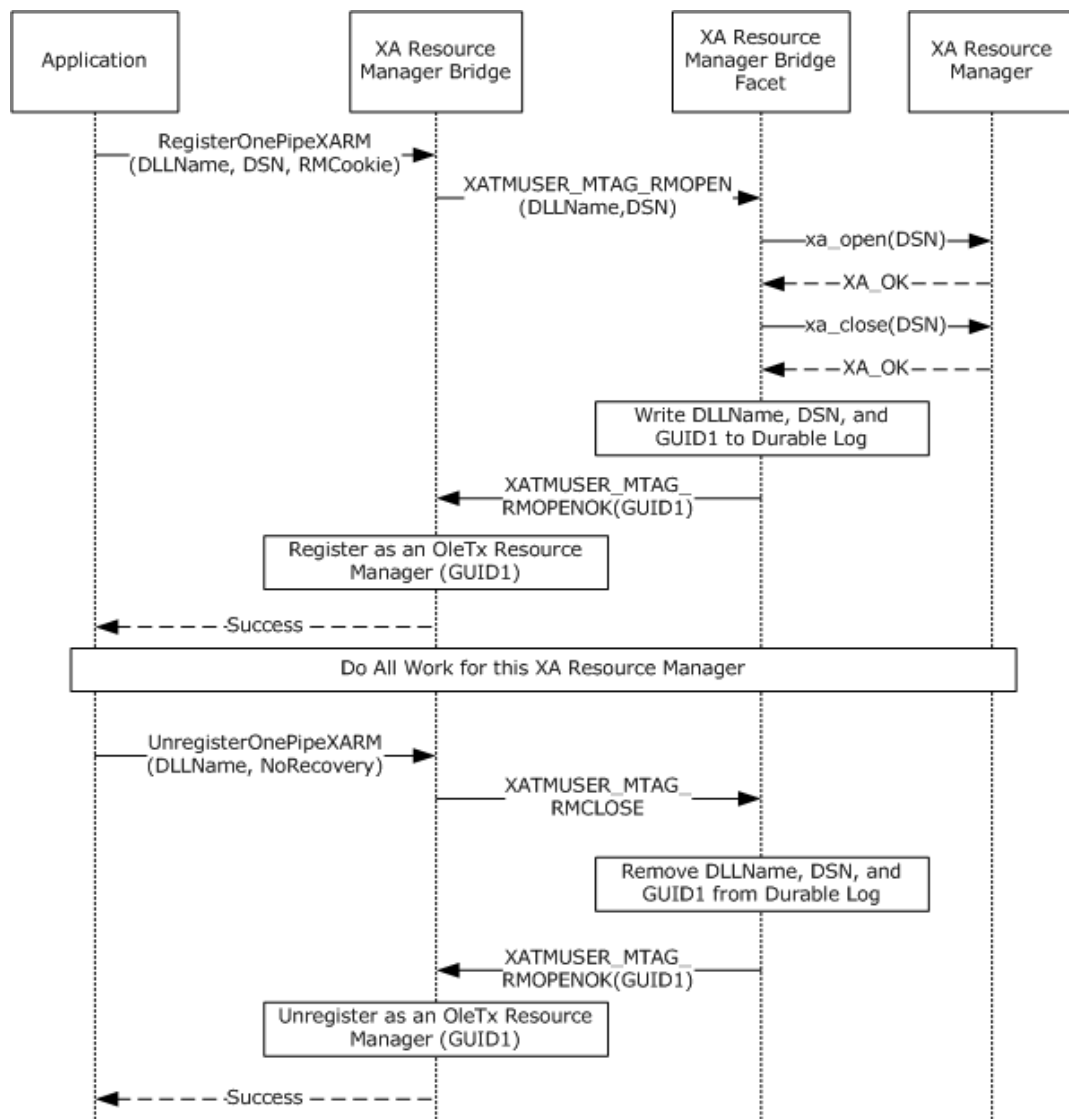 Application
XA Resource
Manager Bridge
XA Resource
Manager Bridge
Facet
XA Resource
Manager
RegisterOnePipeXARM
(DLLName, DSN, RMCookie)
XATMUSER_MTAG_RMOPEN
(DLLName,DSN)
xa_open(DSN)
XA_OK
xa_close(DSN)
XA_OK
Write DLLName, DSN, and
GUID1 to Durable Log
XATMUSER_MTAG_
RMOPENOK(GUID1)
Register as an OleTx Resource
Manager (GUID1)
Success
Do All Work for this XA Resource Manager
UnregisterOnePipeXARM
(DLLName, NoRecovery)
XATMUSER_MTAG_
RMCLOSE
Remove DLLName, DSN, and
GUID1 from Durable Log
XATMUSER_MTAG_
RMOPENOK(GUID1)
Unregister as an OleTx Resource
Manager (GUID1)
Success